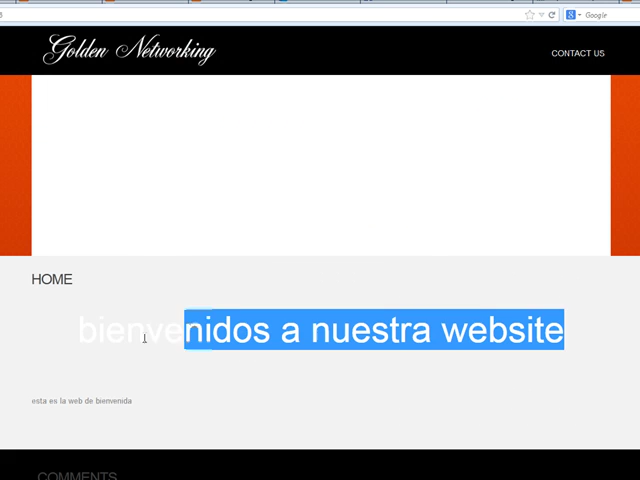 Google
Golden Networking
CONTACT US
HOME
bienvenidos a nuestra website
esta es la web de bienvenida
COMMENTS